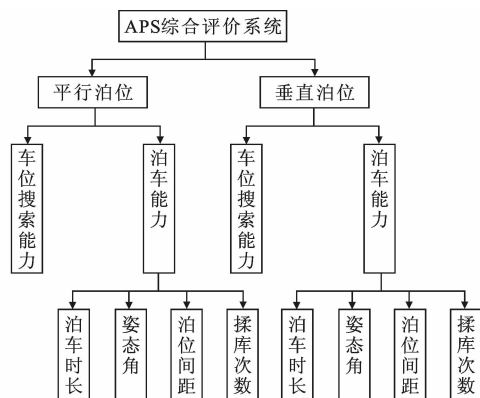 APS综合评价系统
平行泊位
垂直泊位
车位搜索能力
泊车能力
车位搜索能力
泊车能力
泊车时长
姿态角
泊位间距
揉库次数
泊车时长
姿态角
泊位间距
揉库次数